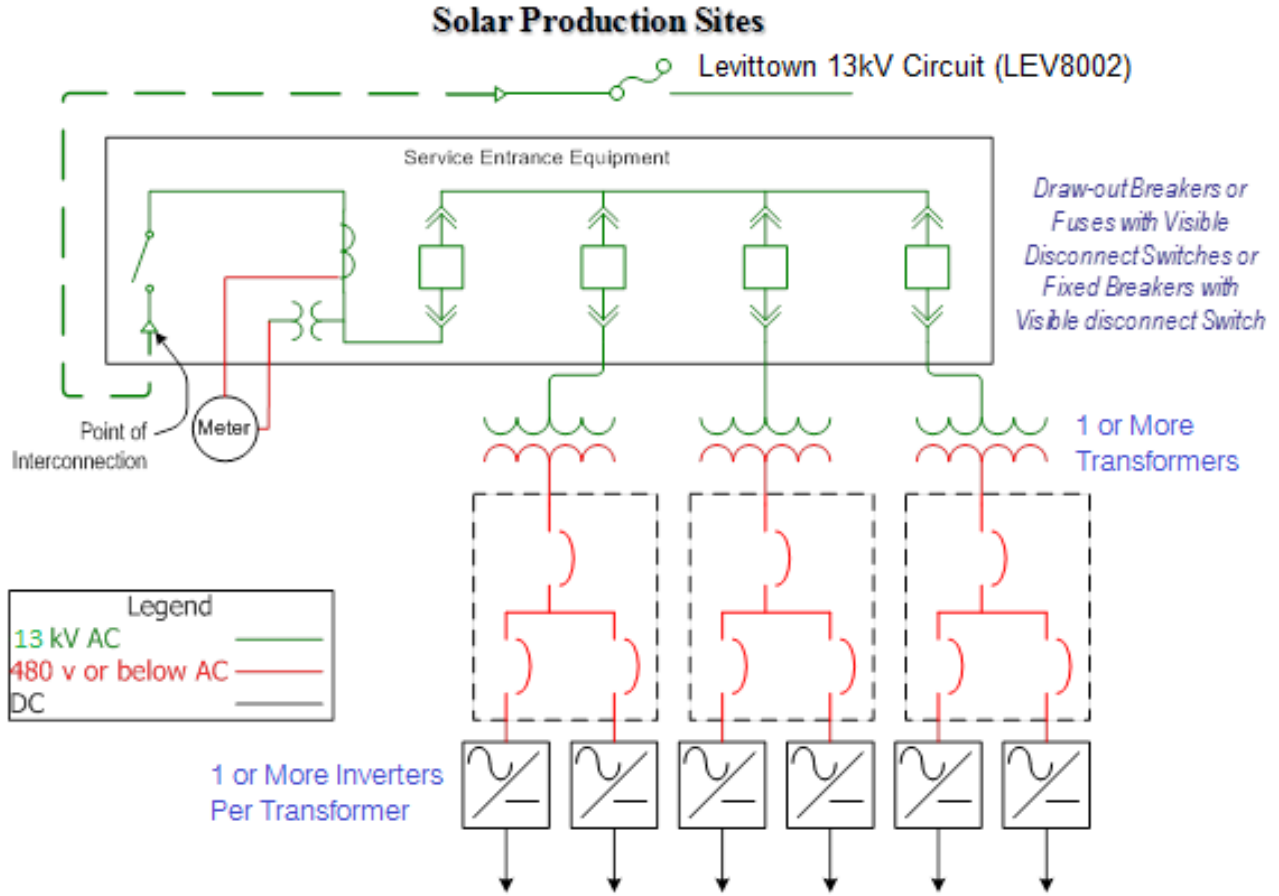 Solar Production Sites
Levittown 13kV Circuit (LEV8002)
Service Entrance Equipment
Draw-out Breakers or
Fuses with Visible
Disconnect Switches or
Fixed Breakers with
Visible disconnect Switch
Point of
Interconnection
Meter
1 or More
Transformers
Legend
13 kV AC
480 v or below AC
DC
1 or More Inverters
Per Transformer